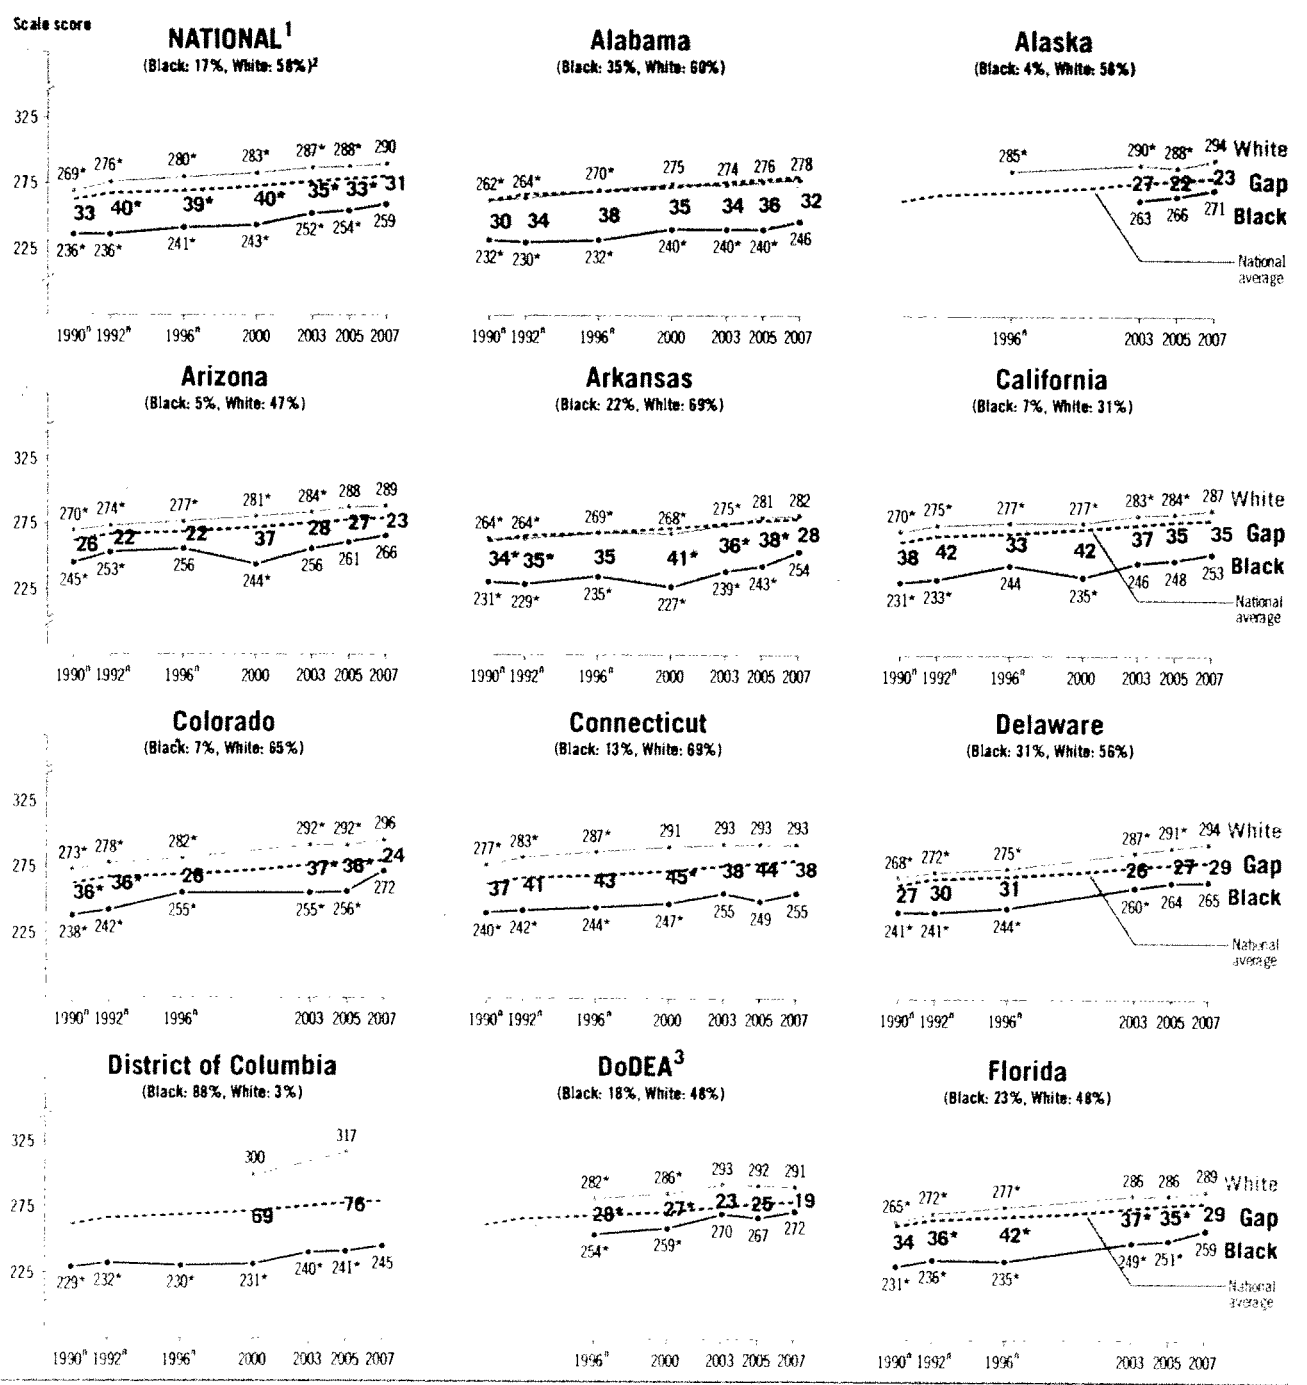 Scale score
NATIONAL1
(Black: 17%, White: 58%)2
325
275
225
269* 276* 280* 283* 287* 288* 290
33 40* 39* 40* 35* 33* 31
236* 236* 241* 243* 252* 254* 259
1990n 1992n 1996n 2000 2003 2005 2007
Alabama
(Black: 35%, White: 60%)
262* 264* 270* 275 274 276 278
30 34 38 35 34 36 32
232* 230* 232* 240* 240* 240* 246
1990n 1992n 1996n 2000 2003 2005 2007
Alaska
(Black: 4%, White: 56%)
285* 290* 288* 294 White
27 22 23 Gap
263 266 271 Black
National
average
1996n 2003 2005 2007
Arizona
(Black: 5%, White: 47%)
325
275
225
270* 274* 277* 281* 284* 288 289
26 22 22 37 28 27 23
245* 253* 256 244* 256 261 266
1990n 1992n 1996n 2000 2003 2005 2007
Arkansas
(Black: 22%, White: 69%)
264* 264* 269* 268* 275* 281 282
34* 35* 35 41* 36* 38* 28
231* 229* 235* 227* 239* 243* 254
1990n 1992n 1996n 2000 2003 2005 2007
California
(Black: 7%, White: 31%)
270* 275* 277* 277* 283* 284* 287 White
38 42 33 42 37 35 35 Gap
231* 233* 244 235* 246 248 253 Black
National
average
1990n 1992n 1996n 2000 2003 2005 2007
Colorado
(Black: 7%, White: 65%)
325
275
225
273* 278* 282* 292* 292* 296
36* 36* 26 37* 36* 24
238* 242* 255* 255* 256* 272
1990n 1992n 1996n 2003 2005 2007
Connecticut
(Black: 13%, White: 69%)
277* 283* 287* 291 293 293 293
37 41 43 45* 38 44 38
240* 242* 244* 247* 255 249 255
1990n 1992n 1996n 2000 2003 2005 2007
Delaware
(Black: 31%, White: 56%)
268* 272* 275* 287* 291* 294 White
27 30 31 26 27 29 Gap
241* 241* 244* 260* 264 265 Black
National
average
1990n 1992n 1996n 2003 2005 2007
District of Columbia
(Black: 88%, White: 3%)
325
275
225
300 317
69 76
229* 232* 230* 231* 240* 241* 245
1990n 1992n 1996n 2000 2003 2005 2007
DoDEA3
(Black: 18%, White: 46%)
282* 286* 293 292 291
28* 27* 23 25 19
254* 259* 270 267 272
1996n 2000 2003 2005 2007
Florida
(Black: 23%, White: 48%)
265* 272* 277* 286 286 289 White
34 36* 42* 37* 35* 29 Gap
231* 236* 235* 249* 251* 259 Black
National
average
1990n 1992n 1996n 2003 2005 2007